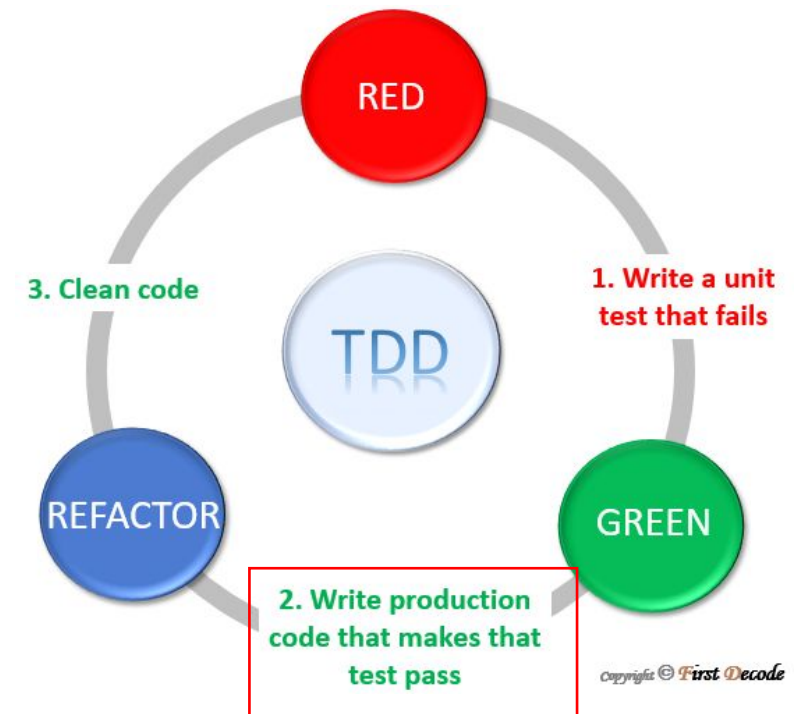 RED
3. Clean code
1. Write a unit
test that fails
TDD
REFACTOR
GREEN
2. Write production
code that makes that
test pass
Copyright © First Decode